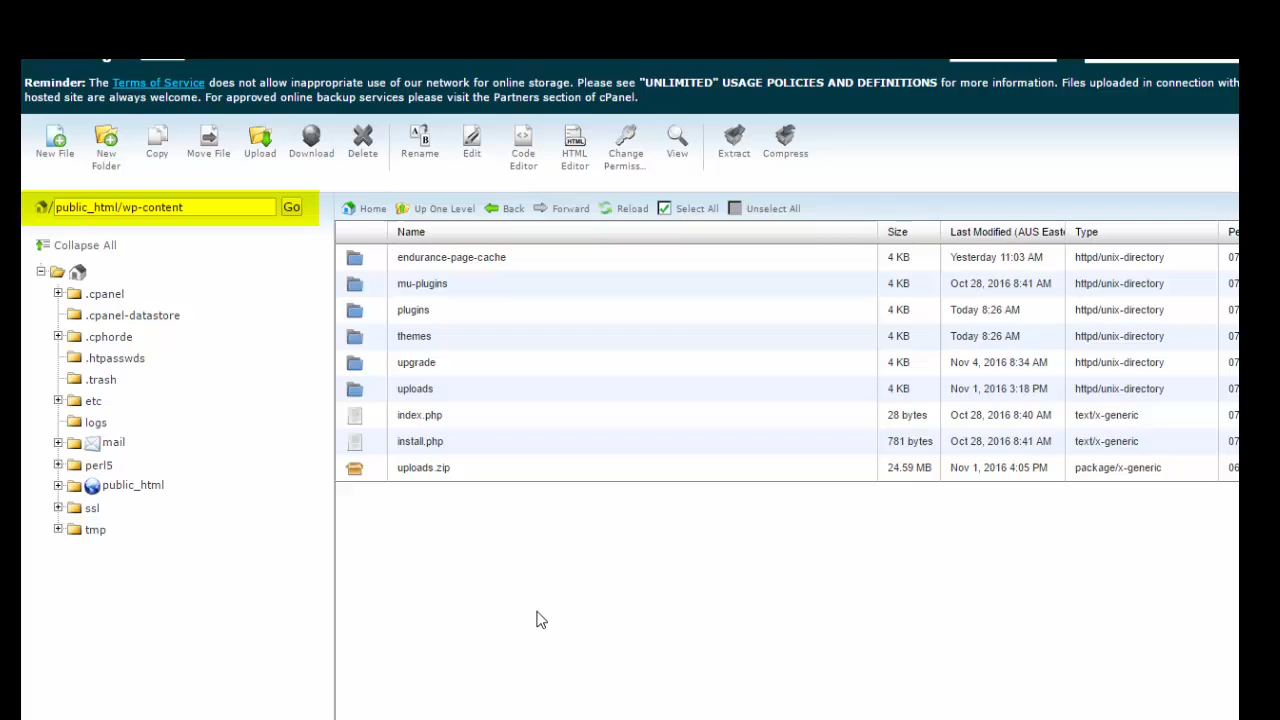 Reminder: The Terms of Service does not allow inappropriate use of our network for online storage. Please see "UNLIMITED" USAGE POLICIES AND DEFINITIONS for more information. Files uploaded in connection with
hosted site are always welcome. For approved online backup services please visit the Partners section of cPanel.
New File New Folder Copy Move File Upload Download Delete Rename Edit Code Editor HTML Editor Change Permiss... View Extract Compress
/ public_html/wp-content Go
Home Up One Level Back Forward Reload Select All Unselect All
Collapse All
.cpanel
.cpanel-datastore
.cphorde
.htpasswds
.trash
etc
logs
mail
perl5
public_html
ssl
tmp
Name Size Last Modified (AUS Easte Type Pe
endurance-page-cache 4 KB Yesterday 11:03 AM httpd/unix-directory 07
mu-plugins 4 KB Oct 28, 2016 8:41 AM httpd/unix-directory 07
plugins 4 KB Today 8:26 AM httpd/unix-directory 07
themes 4 KB Today 8:26 AM httpd/unix-directory 07
upgrade 4 KB Nov 4, 2016 8:34 AM httpd/unix-directory 07
uploads 4 KB Nov 1, 2016 3:18 PM httpd/unix-directory 07
index.php 28 bytes Oct 28, 2016 8:40 AM text/x-generic 07
install.php 781 bytes Oct 28, 2016 8:41 AM text/x-generic 07
uploads.zip 24.59 MB Nov 1, 2016 4:05 PM package/x-generic 06